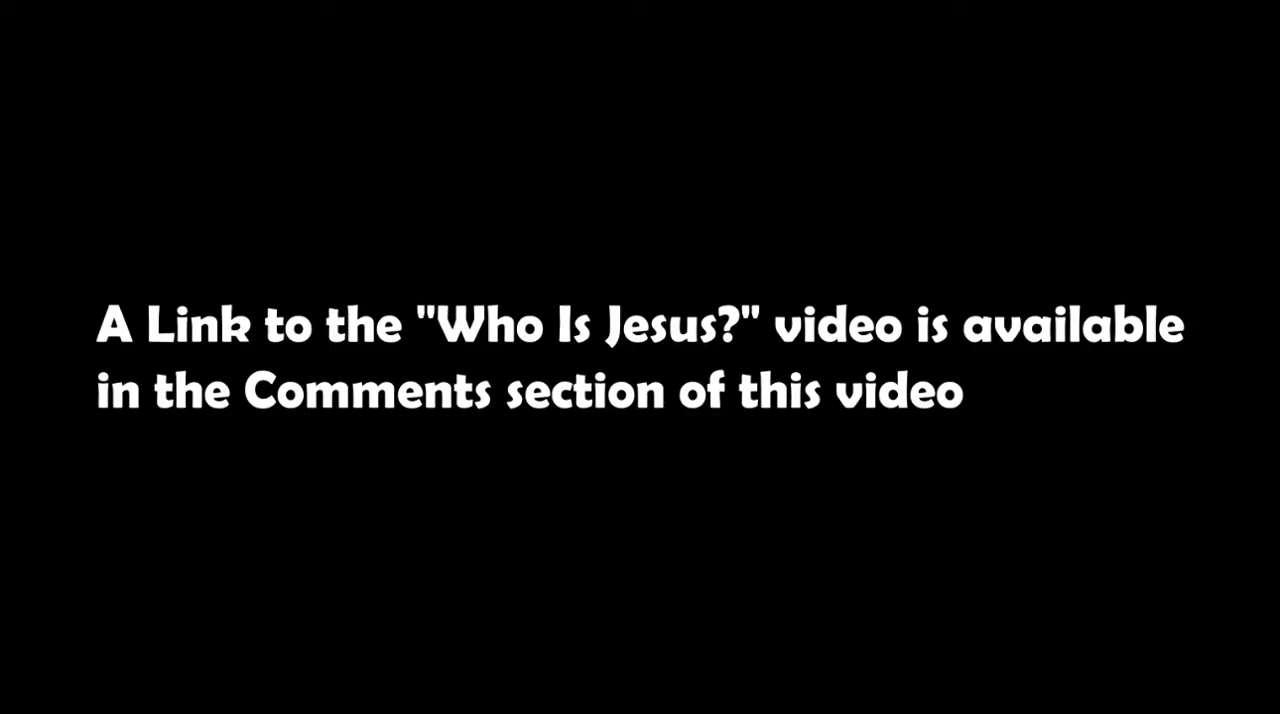 A Link to the "Who Is Jesus?" video is available
in the Comments section of this video